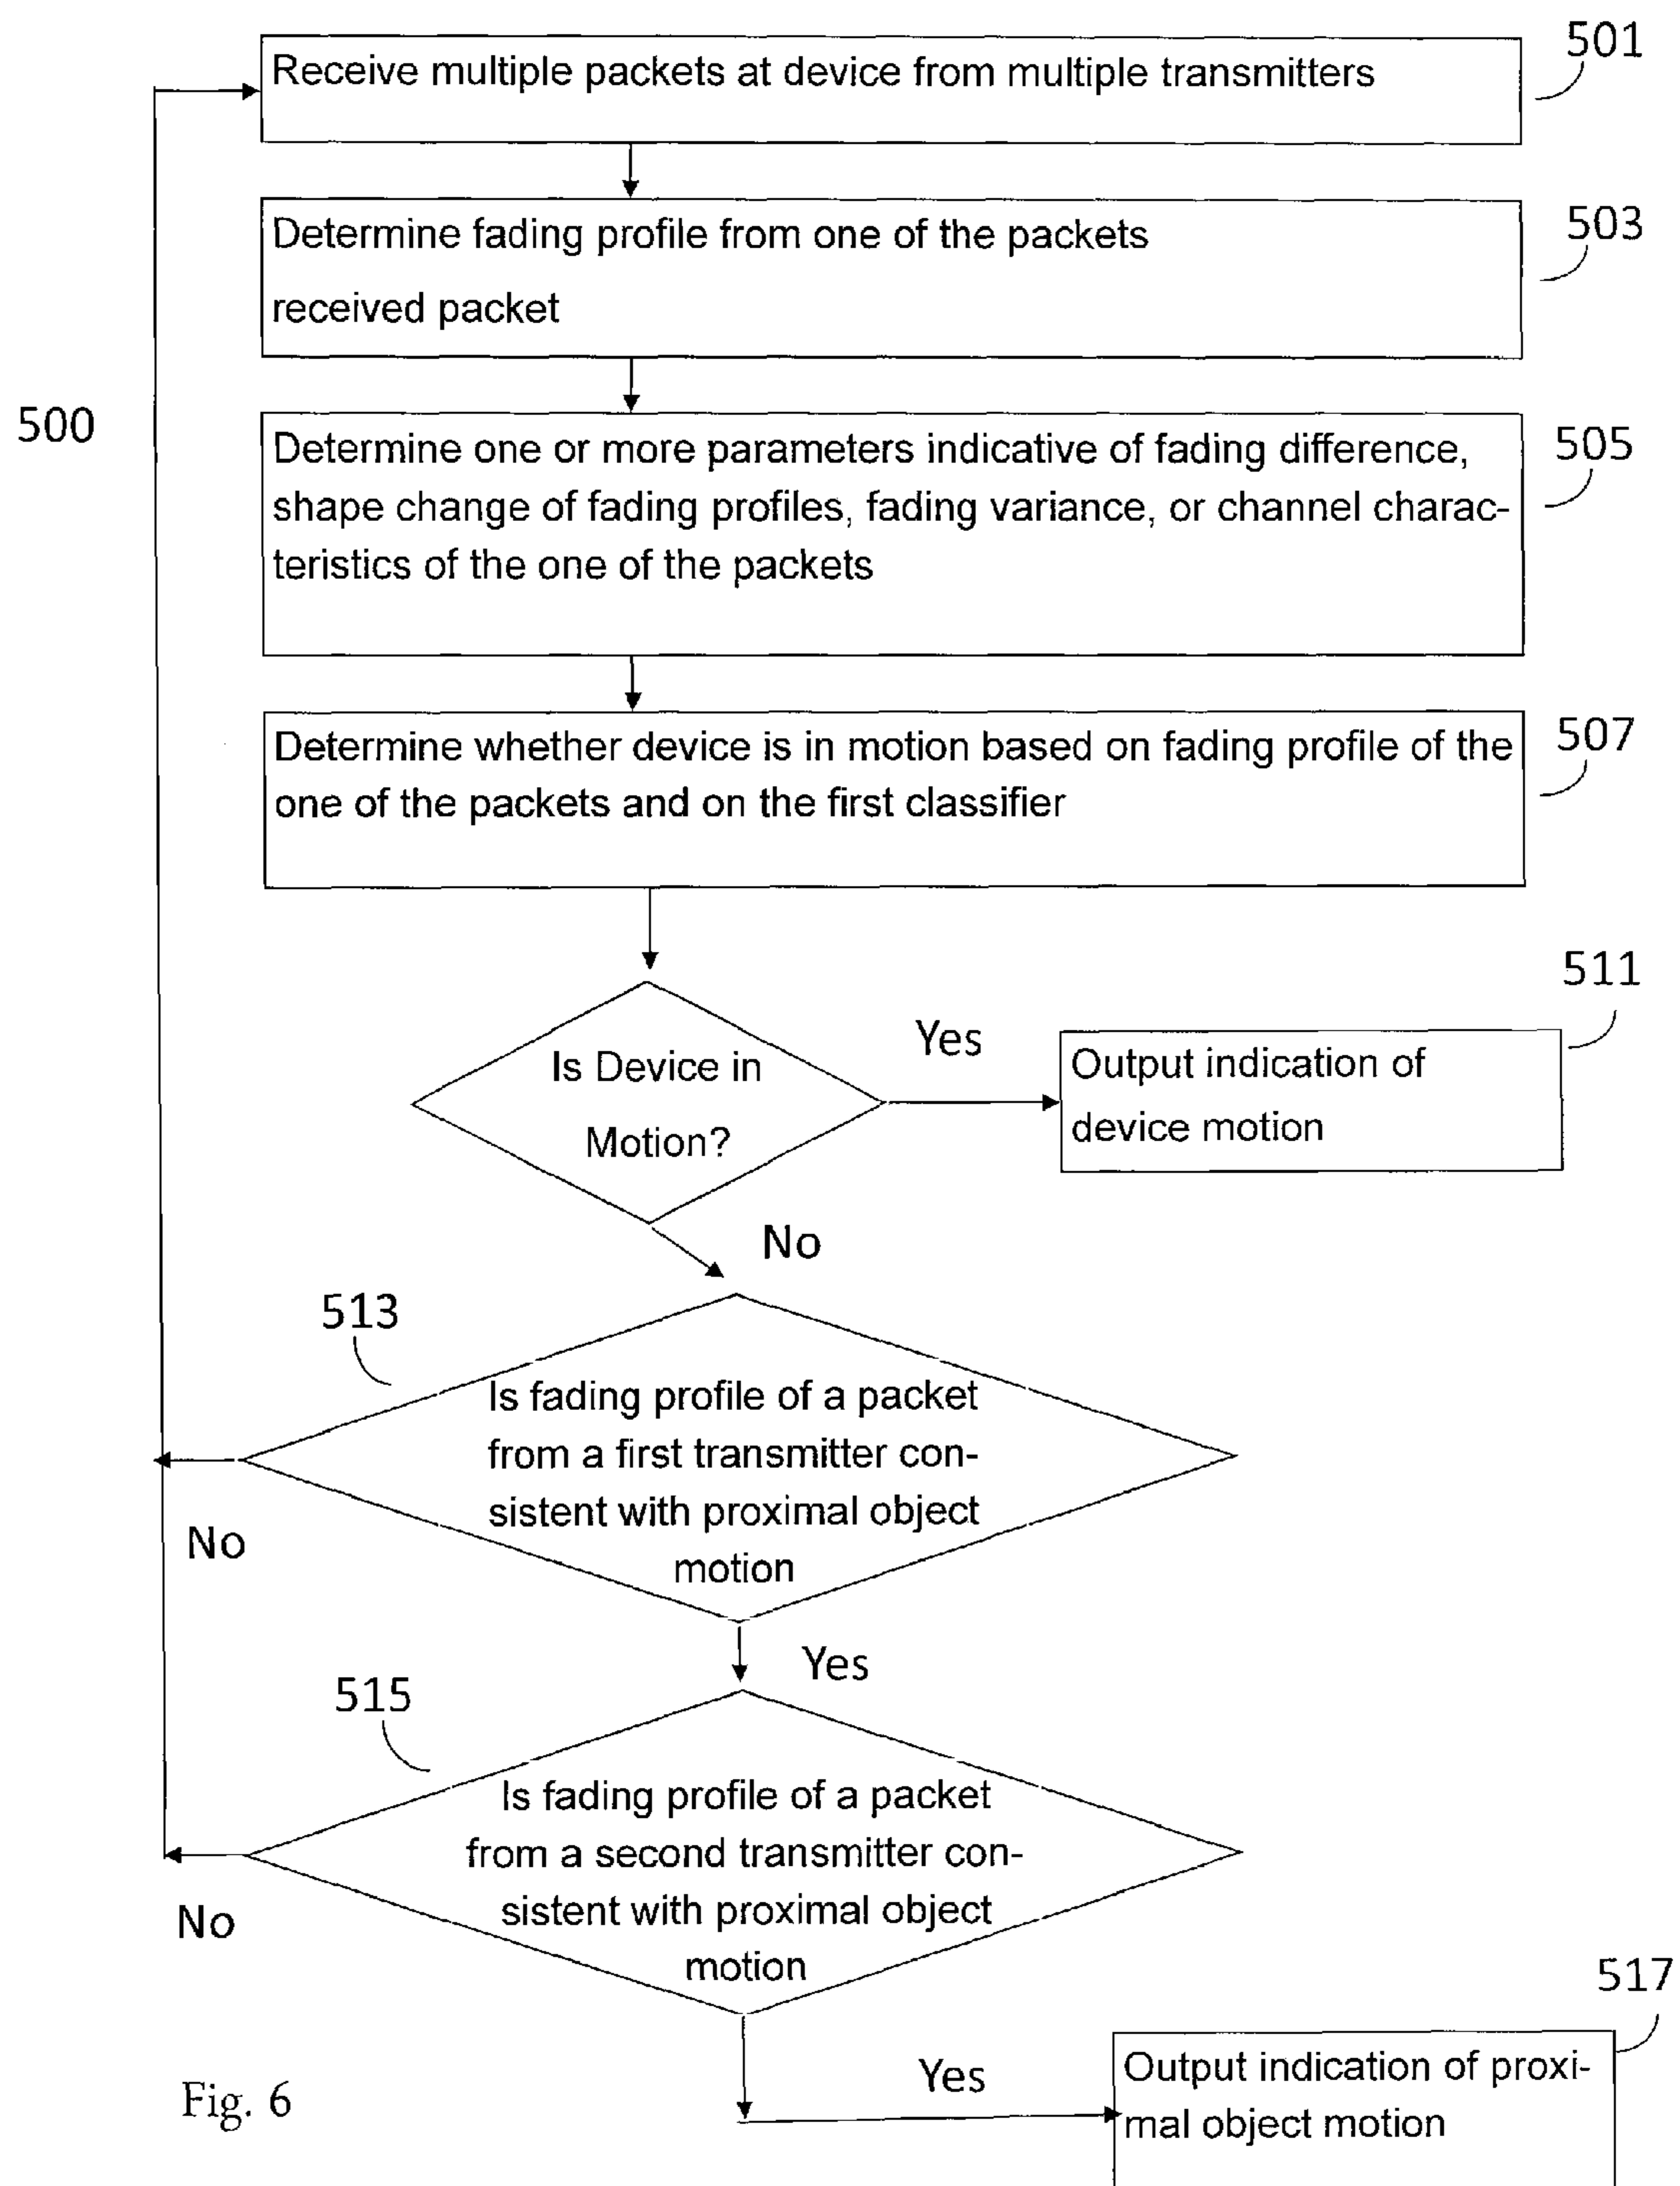 501
Receive multiple packets at device from multiple transmitters
503
Determine fading profile from one of the packets
received packet
500
505
Determine one or more parameters indicative of fading difference,
shape change of fading profiles, fading variance, or channel charac-
teristics of the one of the packets
507
Determine whether device is in motion based on fading profile of the
one of the packets and on the first classifier
511
Is Device in
Motion?
Yes
Output indication of
device motion
No
513
Is fading profile of a packet
from a first transmitter con-
sistent with proximal object
motion
No
Yes
515
Is fading profile of a packet
from a second transmitter con-
sistent with proximal object
motion
No
517
Yes
Output indication of proxi-
mal object motion
Fig. 6